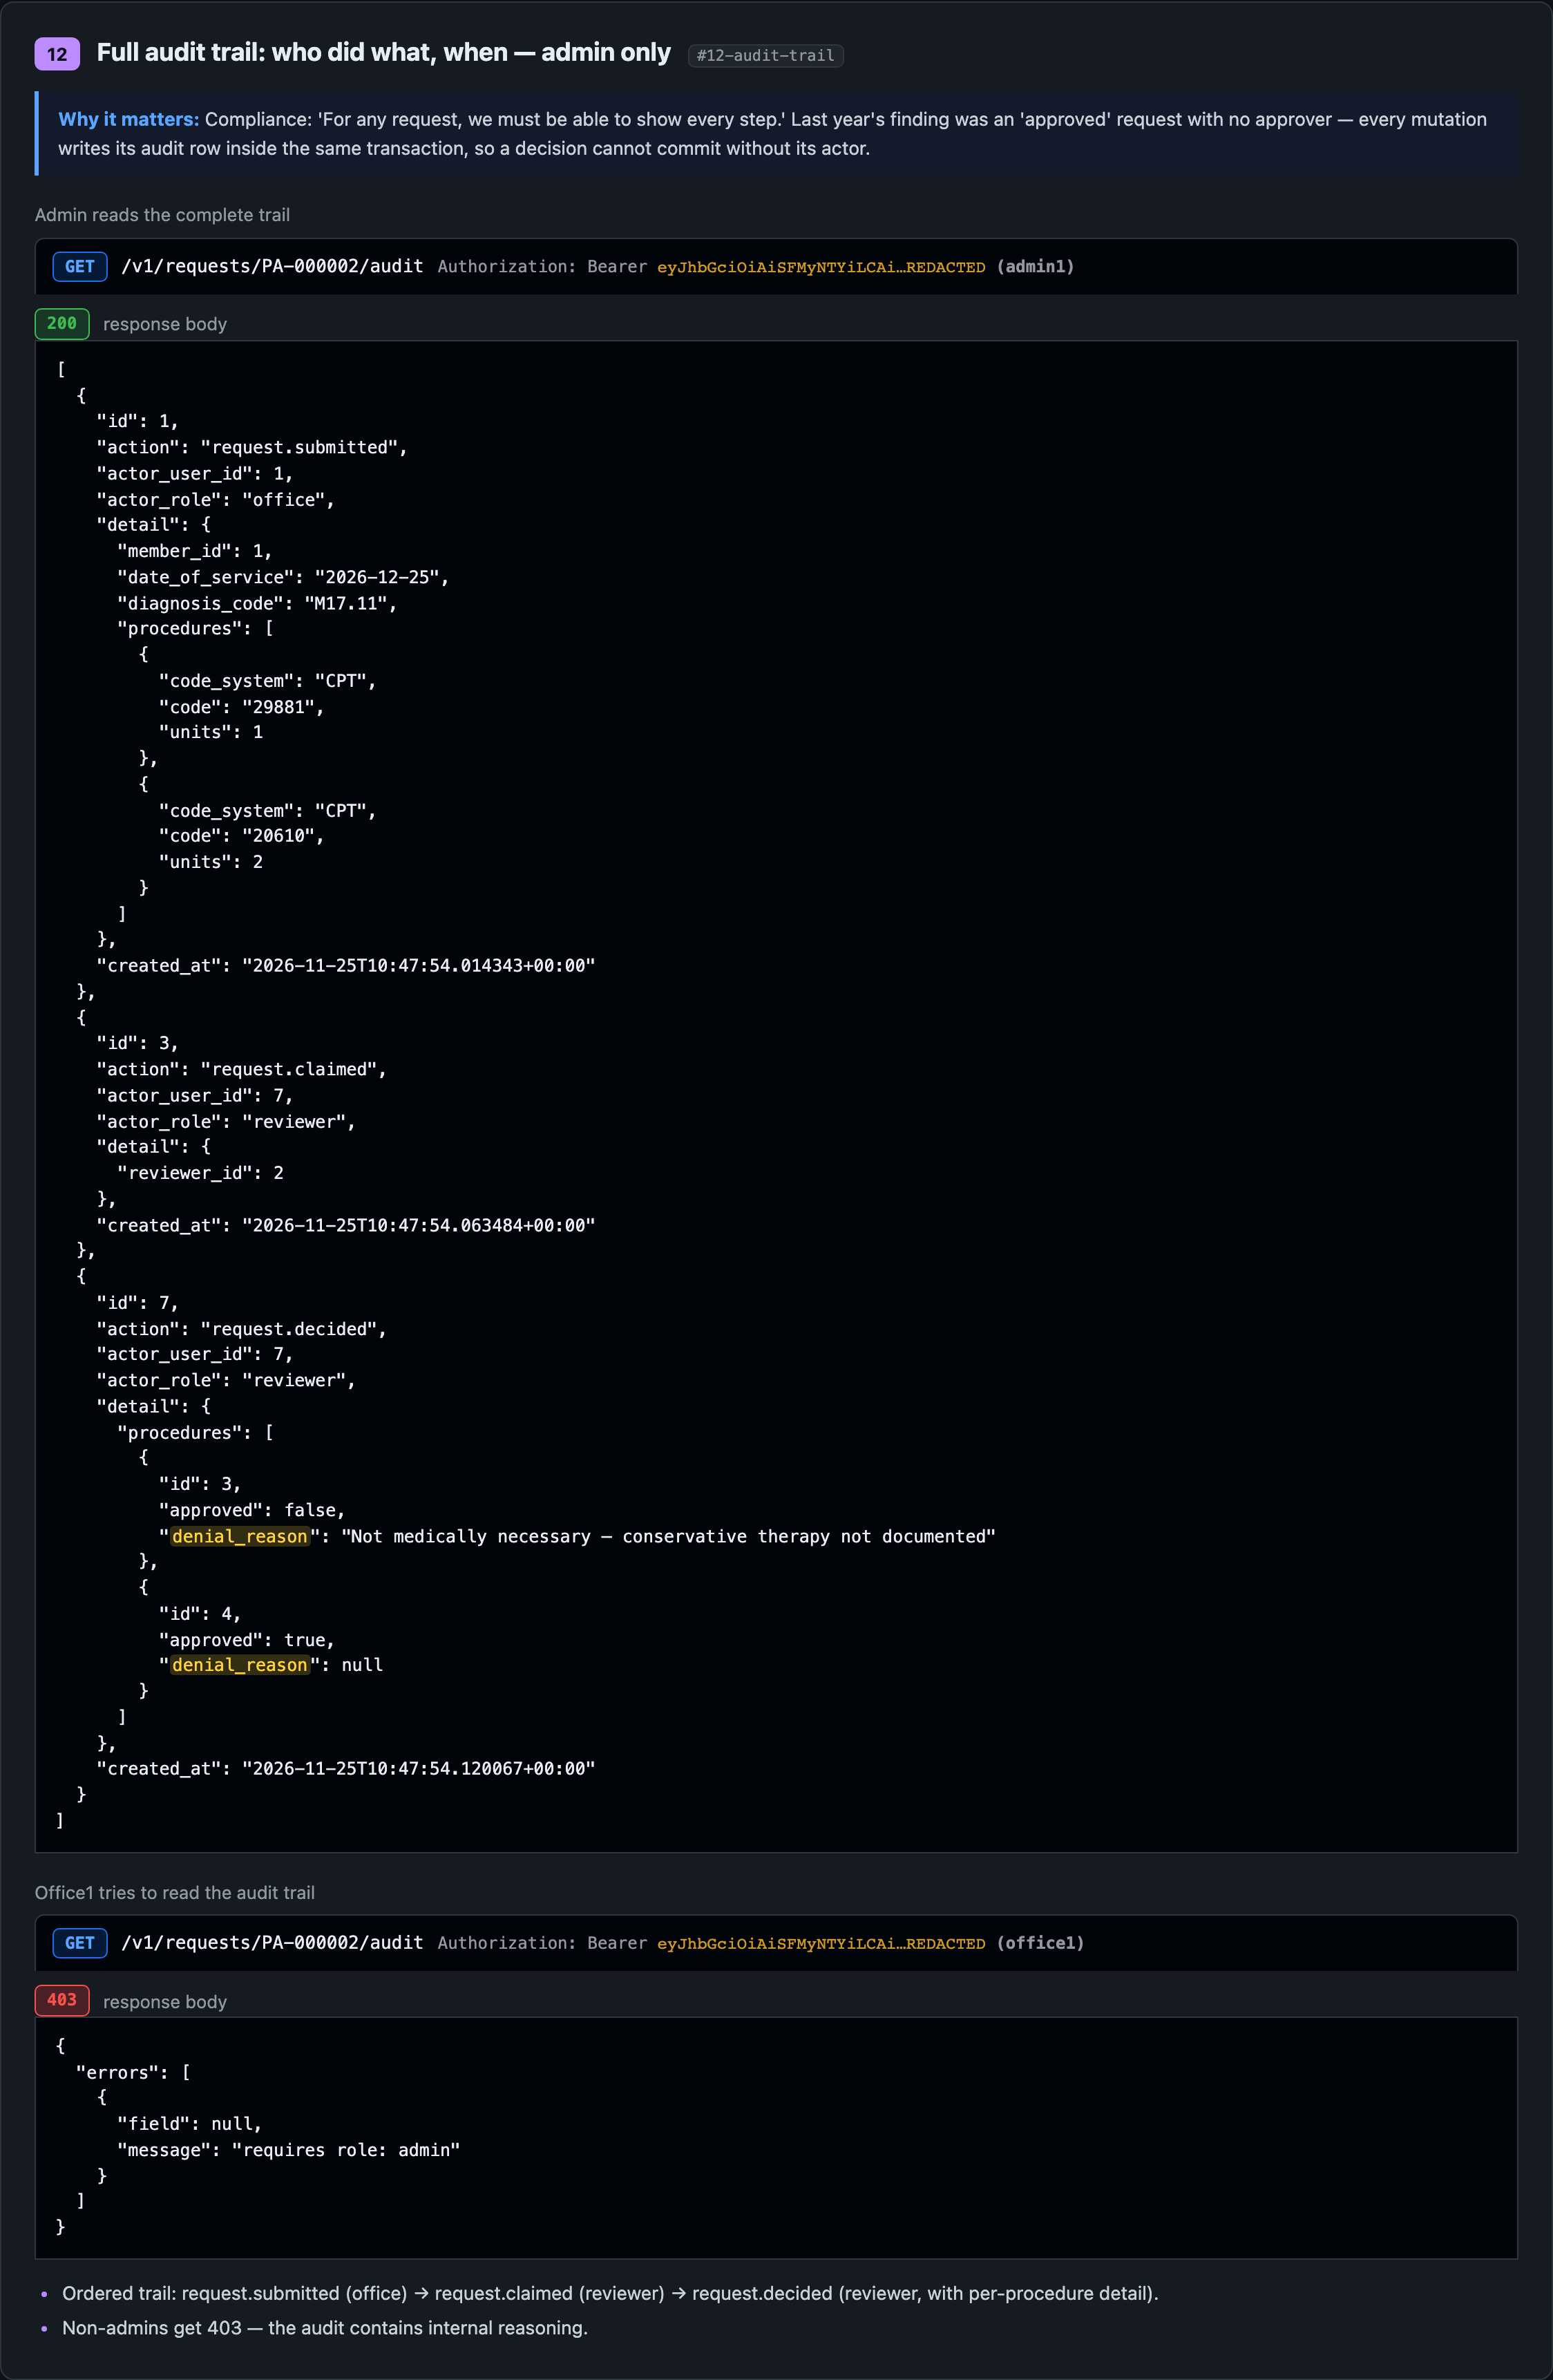 12 Full audit trail: who did what, when — admin only #12-audit-trail
Why it matters: Compliance: 'For any request, we must be able to show every step.' Last year's finding was an 'approved' request with no approver — every mutation
writes its audit row inside the same transaction, so a decision cannot commit without its actor.
Admin reads the complete trail
GET /v1/requests/PA-000002/audit Authorization: Bearer eyJhbGciOiAiSFMyNTYiLCAi…REDACTED (admin1)
200 response body
[
  {
    "id": 1,
    "action": "request.submitted",
    "actor_user_id": 1,
    "actor_role": "office",
    "detail": {
      "member_id": 1,
      "date_of_service": "2026-12-25",
      "diagnosis_code": "M17.11",
      "procedures": [
        {
          "code_system": "CPT",
          "code": "29881",
          "units": 1
        },
        {
          "code_system": "CPT",
          "code": "20610",
          "units": 2
        }
      ]
    },
    "created_at": "2026-11-25T10:47:54.014343+00:00"
  },
  {
    "id": 3,
    "action": "request.claimed",
    "actor_user_id": 7,
    "actor_role": "reviewer",
    "detail": {
      "reviewer_id": 2
    },
    "created_at": "2026-11-25T10:47:54.063484+00:00"
  },
  {
    "id": 7,
    "action": "request.decided",
    "actor_user_id": 7,
    "actor_role": "reviewer",
    "detail": {
      "procedures": [
        {
          "id": 3,
          "approved": false,
          "denial_reason": "Not medically necessary — conservative therapy not documented"
        },
        {
          "id": 4,
          "approved": true,
          "denial_reason": null
        }
      ]
    },
    "created_at": "2026-11-25T10:47:54.120067+00:00"
  }
]
Office1 tries to read the audit trail
GET /v1/requests/PA-000002/audit Authorization: Bearer eyJhbGciOiAiSFMyNTYiLCAi…REDACTED (office1)
403 response body
{
  "errors": [
    {
      "field": null,
      "message": "requires role: admin"
    }
  ]
}
• Ordered trail: request.submitted (office) → request.claimed (reviewer) → request.decided (reviewer, with per-procedure detail).
• Non-admins get 403 — the audit contains internal reasoning.